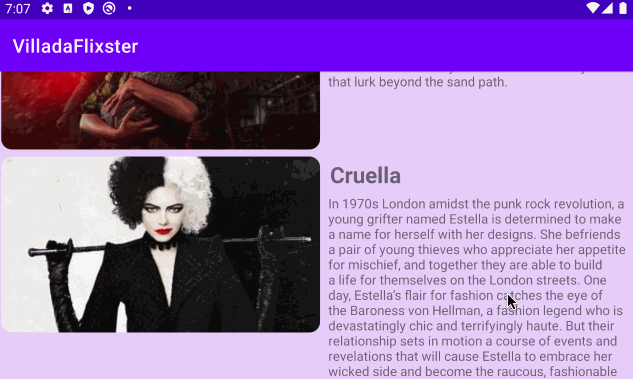 7:07
VilladaFlixster
that lurk beyond the sand path.
Cruella
In 1970s London amidst the punk rock revolution, a
young grifter named Estella is determined to make
a name for herself with her designs. She befriends
a pair of young thieves who appreciate her appetite
for mischief, and together they are able to build
a life for themselves on the London streets. One
day, Estella's flair for fashion catches the eye of
the Baroness von Hellman, a fashion legend who is
devastatingly chic and terrifyingly haute. But their
relationship sets in motion a course of events and
revelations that will cause Estella to embrace her
wicked side and become the raucous, fashionable